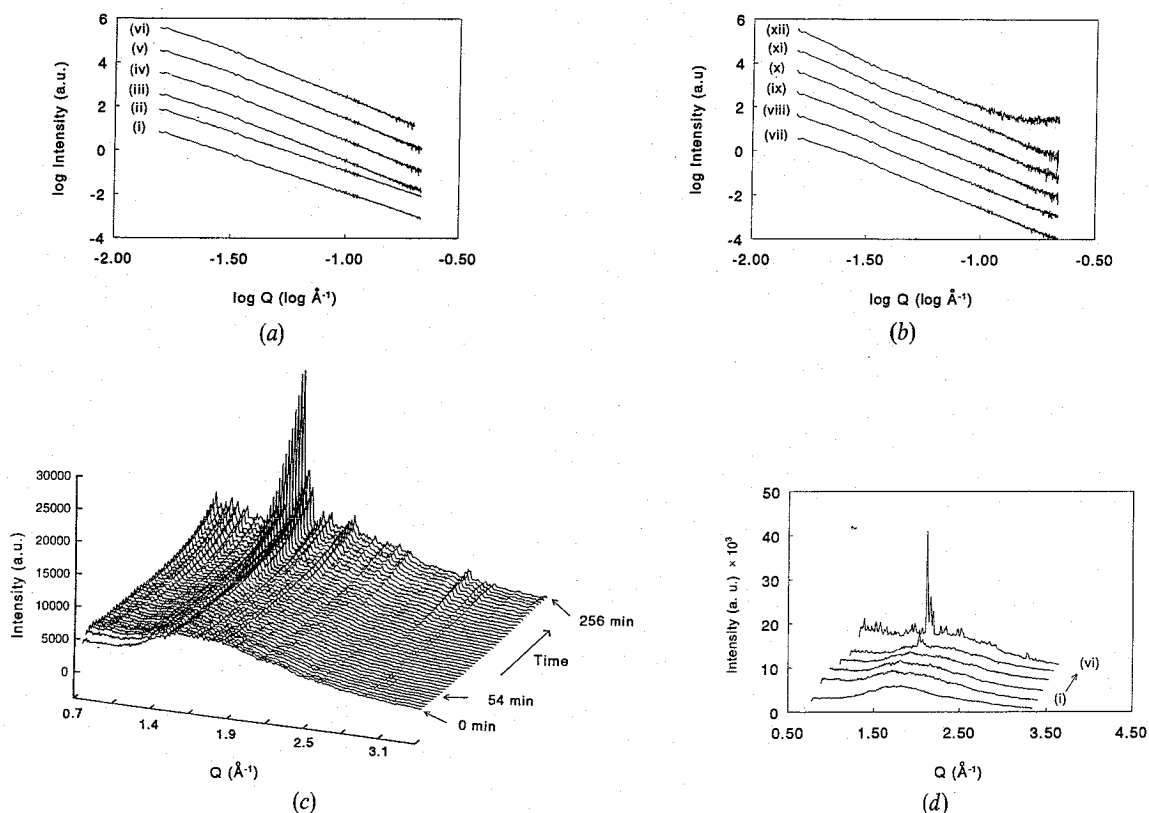 6
4
2
0
-2
-4
(vi)
(v)
(iv)
(iii)
(ii)
(i)
log Intensity (a.u.)
-2.00
-1.50
-1.00
-0.50
log Q (log Å⁻¹)
(a)
6
4
2
0
-2
-4
(xii)
(xi)
(x)
(ix)
(viii)
(vii)
log Intensity (a.u)
-2.00
-1.50
-1.00
-0.50
log Q (log Å⁻¹)
(b)
30000
25000
20000
15000
10000
5000
0
Intensity (a.u.)
256 min
Time
54 min
0 min
0.7
1.4
1.9
2.5
3.1
Q (Å⁻¹)
(c)
50
40
30
20
10
0
Intensity (a. u.) × 10³
(vi)
(i)
0.50
1.50
2.50
3.50
4.50
Q (Å⁻¹)
(d)